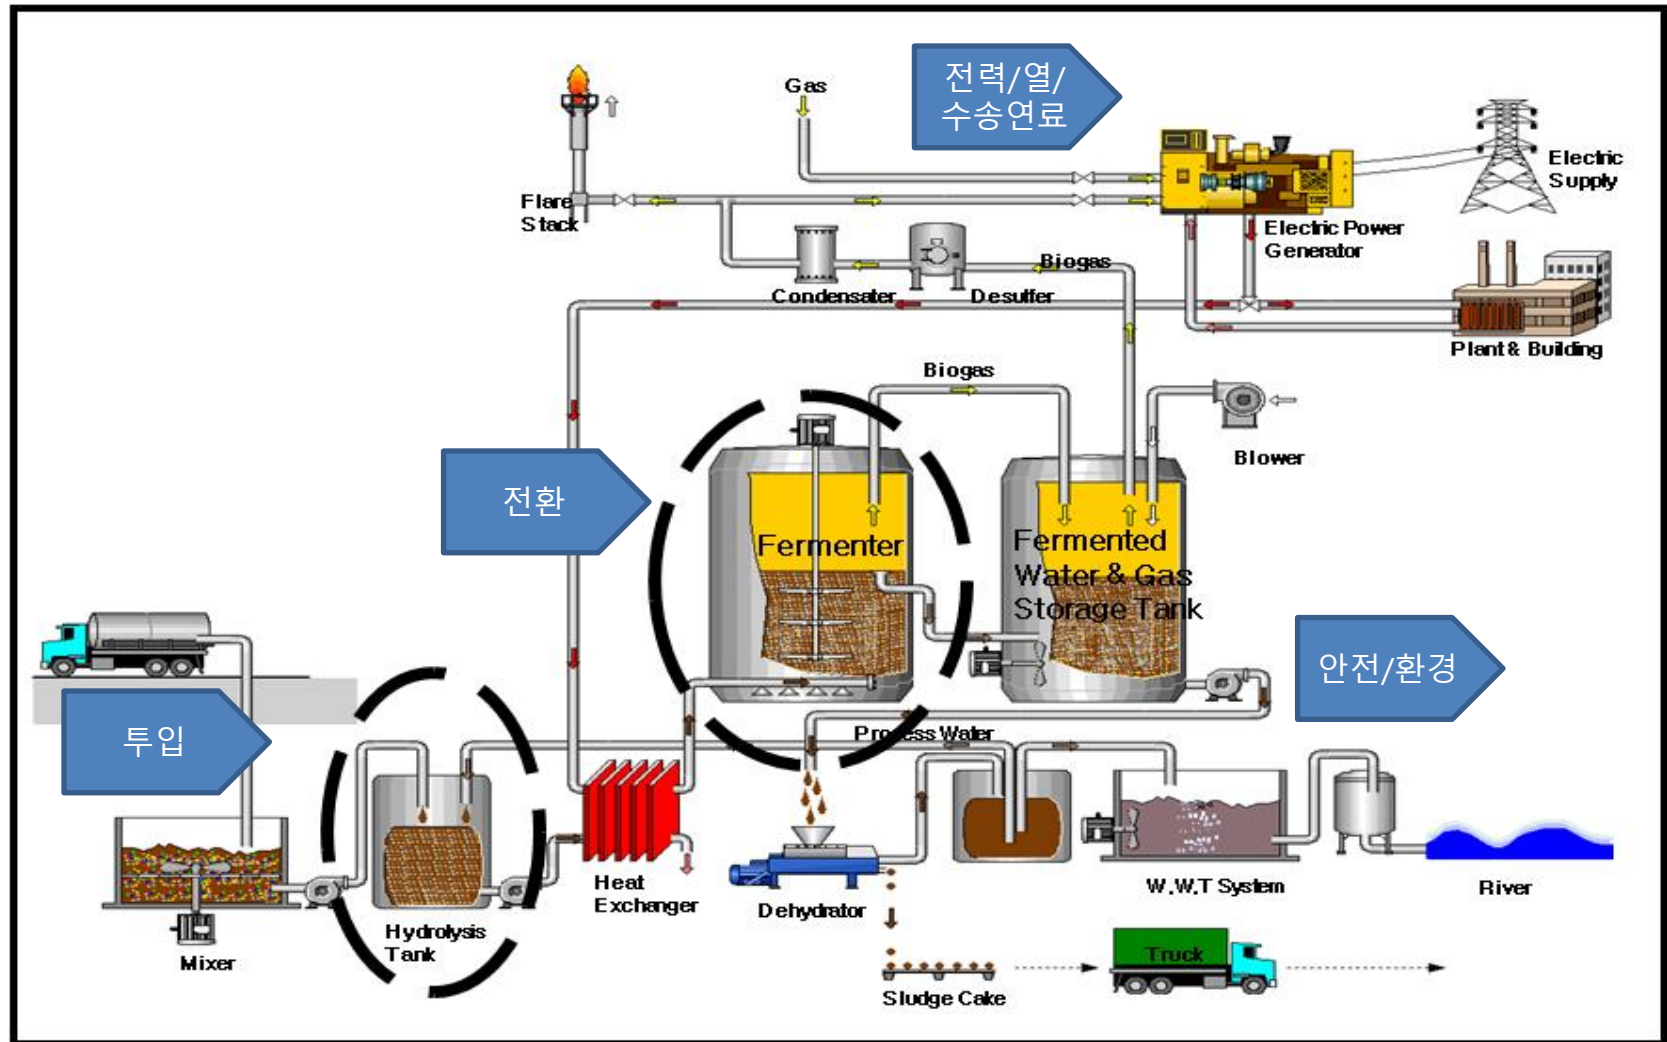 전력/열/
수송연료
Gas
Electric
Supply
Flare
Stack
Electric Power
Generator
Biogas
Condensater
Desulfer
Plant & Building
Biogas
Blower
전환
Fermenter
Fermented
Water & Gas
Storage Tank
안전/환경
투입
Process Water
Heat
Exchanger
Hydrolysis
Tank
Mixer
Dehydrator
W.W.T System
River
Truck
Sludge Cake